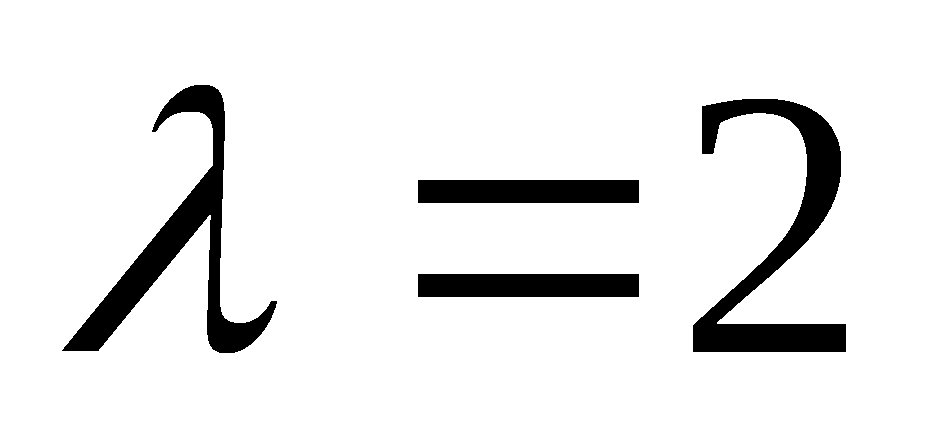 λ = 2